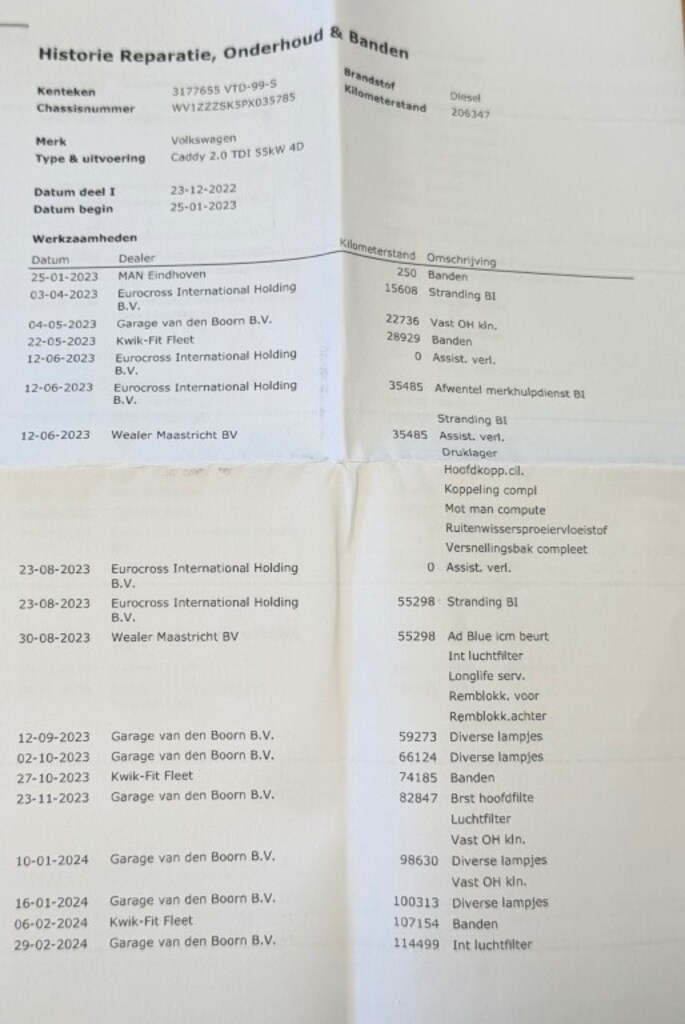 Historie Reparatie, Onderhoud & Banden
Kenteken 3177655 VTD-99-S Brandstof Diesel
Chassisnummer WV1ZZZSK5PX035785 Kilometerstand 206347
Merk Volkswagen
Type & uitvoering Caddy 2.0 TDI 55kW 4D
Datum deel I 23-12-2022
Datum begin 25-01-2023
Werkzaamheden
Datum Dealer Kilometerstand Omschrijving
25-01-2023 MAN Eindhoven 250 Banden
03-04-2023 Eurocross International Holding 15608 Stranding BI
B.V.
04-05-2023 Garage van den Boorn B.V. 22736 Vast OH kln.
22-05-2023 Kwik-Fit Fleet 28929 Banden
12-06-2023 Eurocross International Holding 0 Assist. verl.
B.V.
12-06-2023 Eurocross International Holding 35485 Afwentel merkhulpdienst BI
B.V.
Stranding BI
12-06-2023 Wealer Maastricht BV 35485 Assist. verl.
Druklager
Hoofdkopp.cil.
Koppeling compl
Mot man compute
Ruitenwissersproeiervloeistof
Versnellingsbak compleet
23-08-2023 Eurocross International Holding 0 Assist. verl.
B.V.
23-08-2023 Eurocross International Holding 55298 Stranding BI
B.V.
30-08-2023 Wealer Maastricht BV 55298 Ad Blue icm beurt
Int luchtfilter
Longlife serv.
Remblokk. voor
Remblokk.achter
12-09-2023 Garage van den Boorn B.V. 59273 Diverse lampjes
02-10-2023 Garage van den Boorn B.V. 66124 Diverse lampjes
27-10-2023 Kwik-Fit Fleet 74185 Banden
23-11-2023 Garage van den Boorn B.V. 82847 Brst hoofdfilte
Luchtfilter
Vast OH kln.
10-01-2024 Garage van den Boorn B.V. 98630 Diverse lampjes
Vast OH kln.
16-01-2024 Garage van den Boorn B.V. 100313 Diverse lampjes
06-02-2024 Kwik-Fit Fleet 107154 Banden
29-02-2024 Garage van den Boorn B.V. 114499 Int luchtfilter